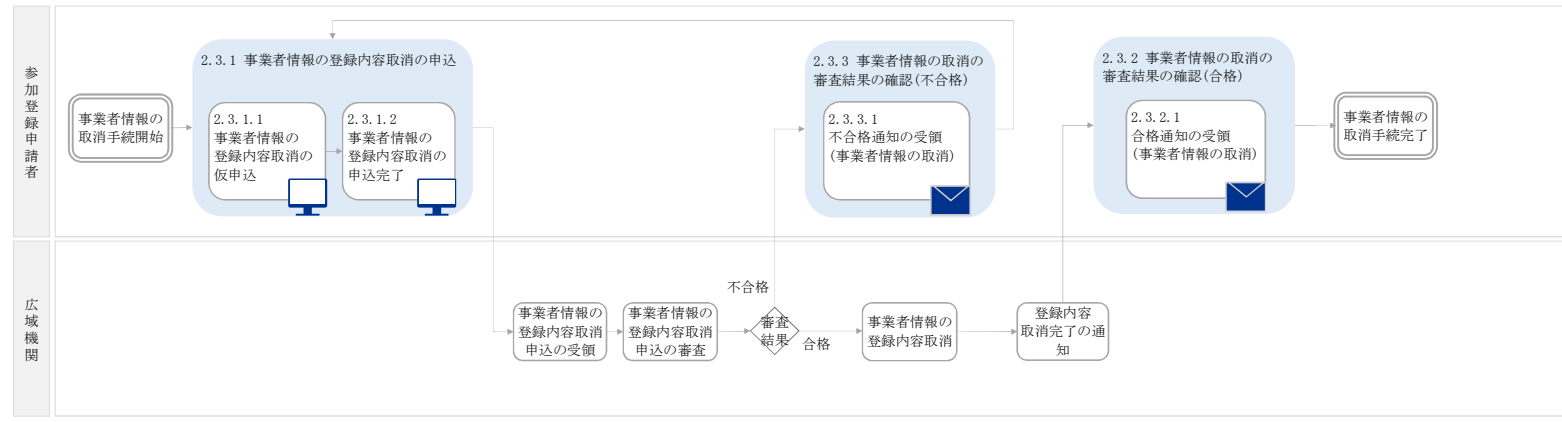 参加登録申請者
事業者情報の
取消手続開始
2.3.1 事業者情報の登録内容取消の申込
2.3.1.1
事業者情報の
登録内容取消の
仮申込
2.3.1.2
事業者情報の
登録内容取消の
申込完了
2.3.3 事業者情報の取消の
審査結果の確認(不合格)
2.3.3.1
不合格通知の受領
(事業者情報の取消)
2.3.2 事業者情報の取消の
審査結果の確認(合格)
2.3.2.1
合格通知の受領
(事業者情報の取消)
事業者情報の
取消手続完了
広域機関
事業者情報の
登録内容取消
申込の受領
事業者情報の
登録内容取消
申込の審査
不合格
審査
結果
合格
事業者情報の
登録内容取消
登録内容
取消完了の通
知